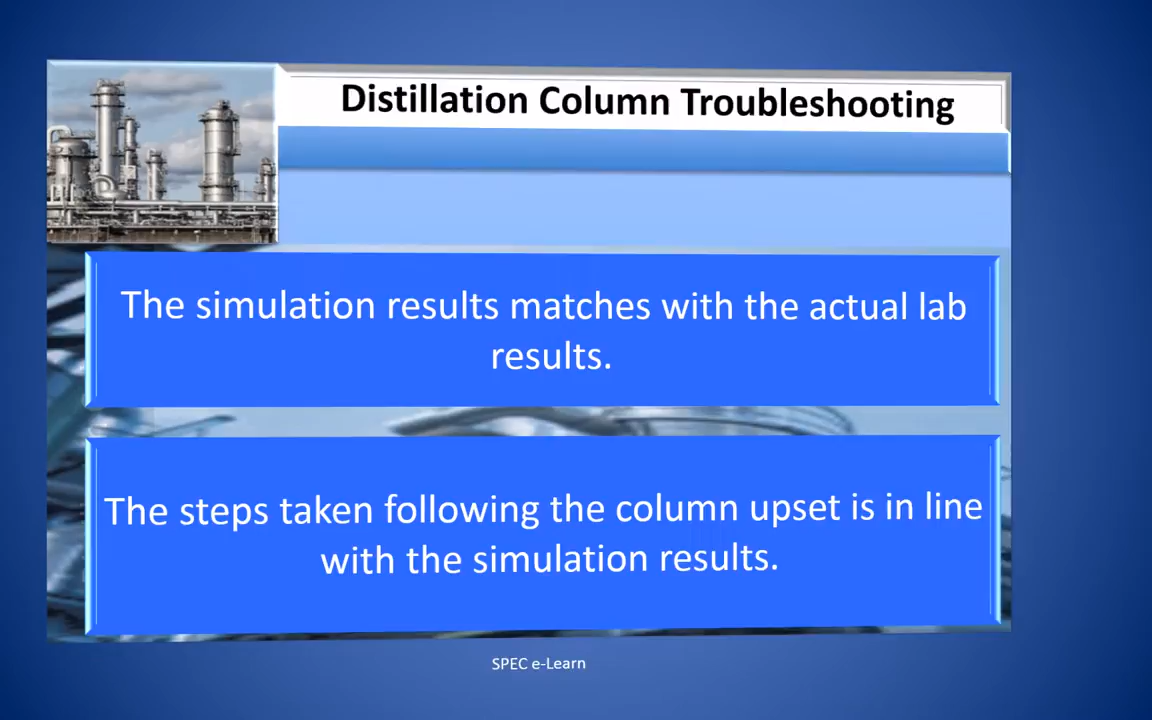 Distillation Column Troubleshooting
The simulation results matches with the actual lab
results.
The steps taken following the column upset is in line
with the simulation results.
SPEC e-Learn